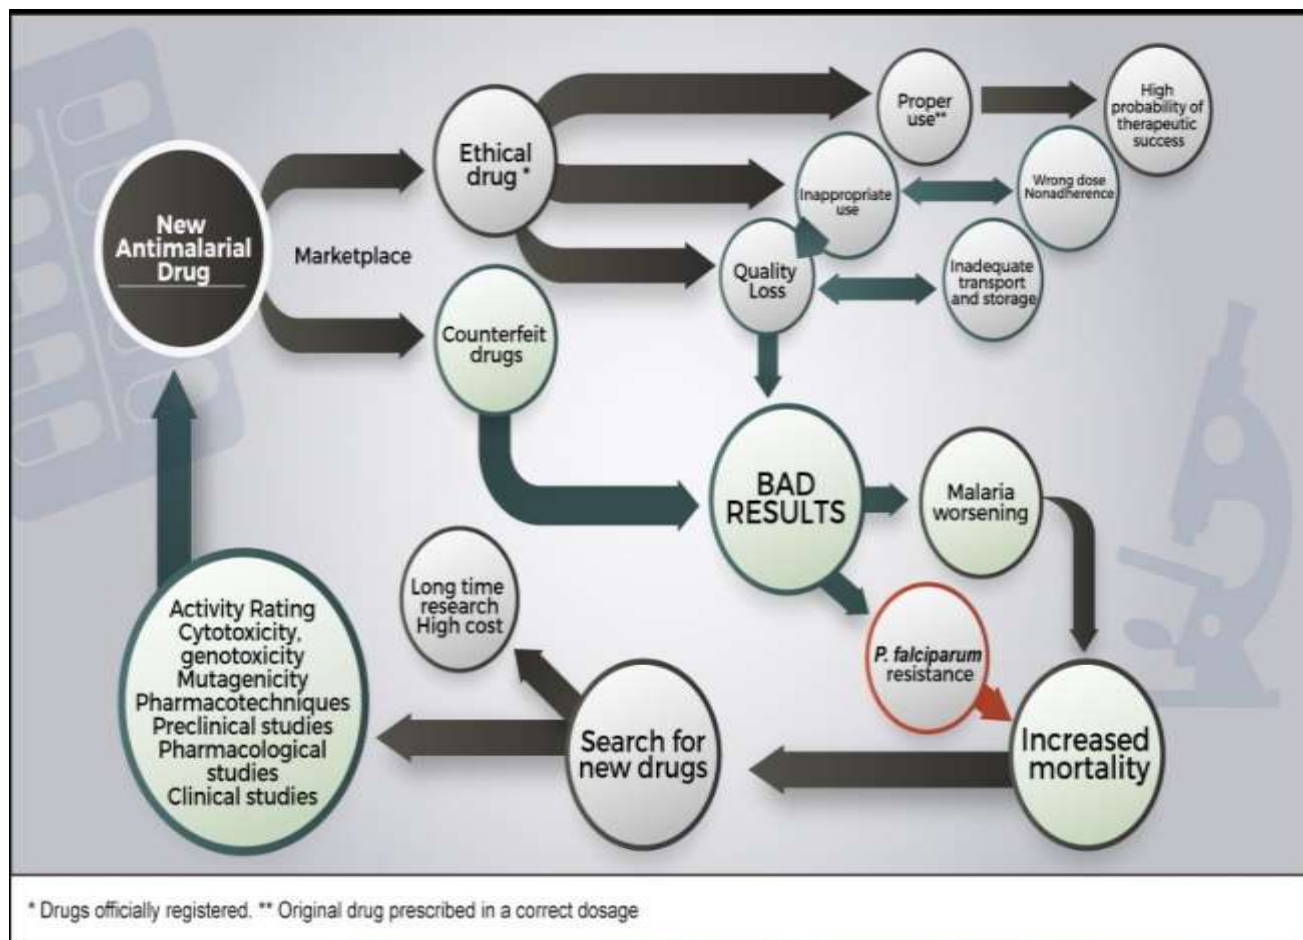 New
Antimalarial
Drug
Marketplace
Ethical
drug *
Proper
use**
High
probability of
therapeutic
success
Inappropriate
use
Wrong dose
Nonadherence
Quality
Loss
Inadequate
transport
and storage
Counterfeit
drugs
BAD
RESULTS
Malaria
worsening
P. falciparum
resistance
Increased
mortality
Search for
new drugs
Long time
research
High cost
Activity Rating
Cytotoxicity,
genotoxicity
Mutagenicity
Pharmacotechniques
Preclinical studies
Pharmacological
studies
Clinical studies
* Drugs officially registered. ** Original drug prescribed in a correct dosage